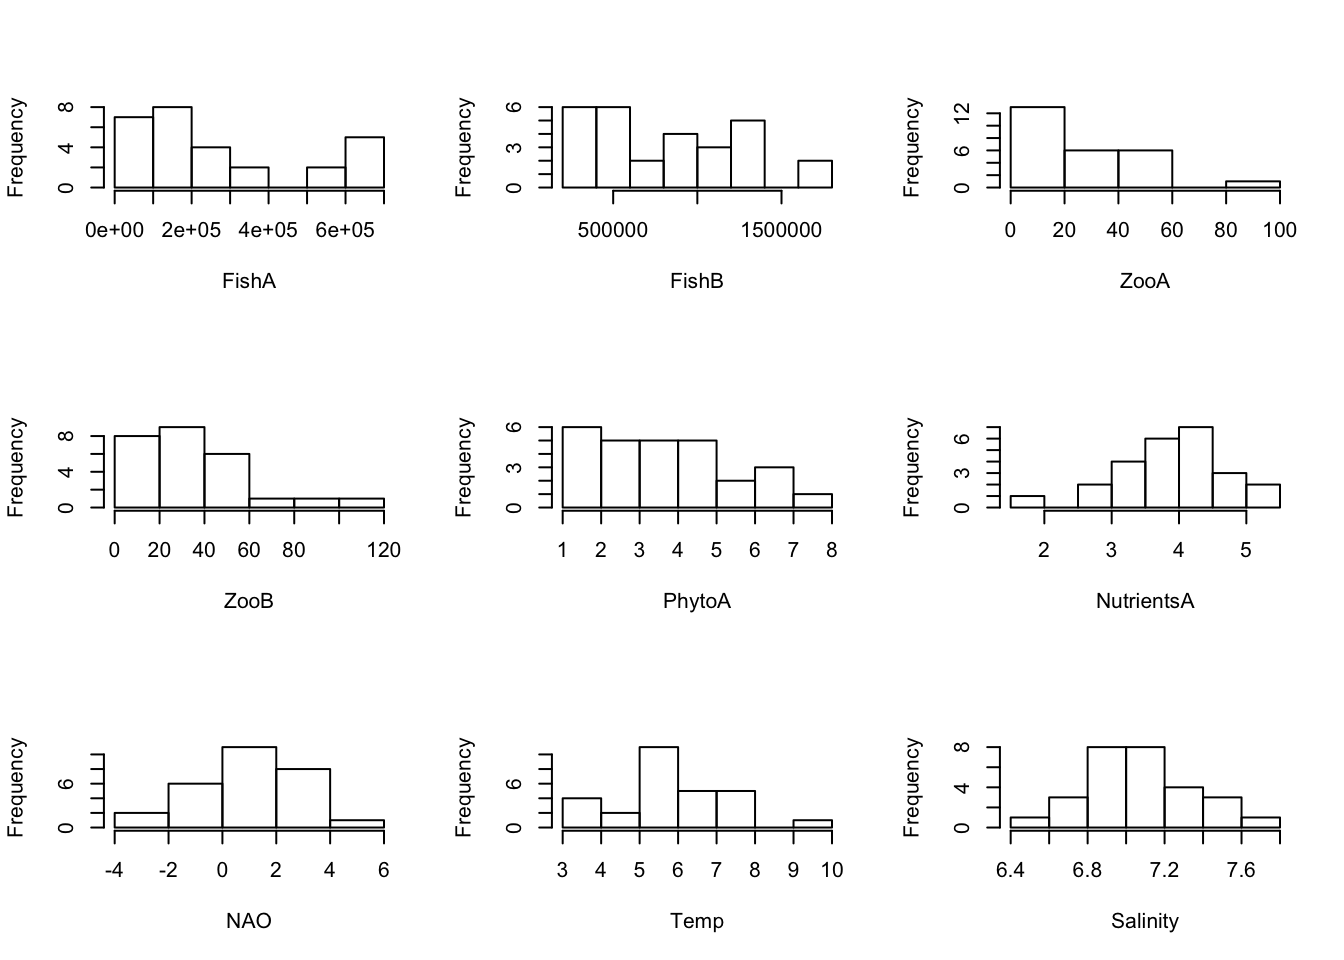 Frequency
8
4
0
0e+00 2e+05 4e+05 6e+05
FishA
Frequency
6
3
0
500000 1500000
FishB
Frequency
12
6
0
0 20 40 60 80 100
ZooA
Frequency
8
4
0
0 20 40 60 80 120
ZooB
Frequency
6
3
0
1 2 3 4 5 6 7 8
PhytoA
Frequency
6
3
0
2 3 4 5
NutrientsA
Frequency
6
0
-4 -2 0 2 4 6
NAO
Frequency
6
0
3 4 5 6 7 8 9 10
Temp
Frequency
8
4
0
6.4 6.8 7.2 7.6
Salinity